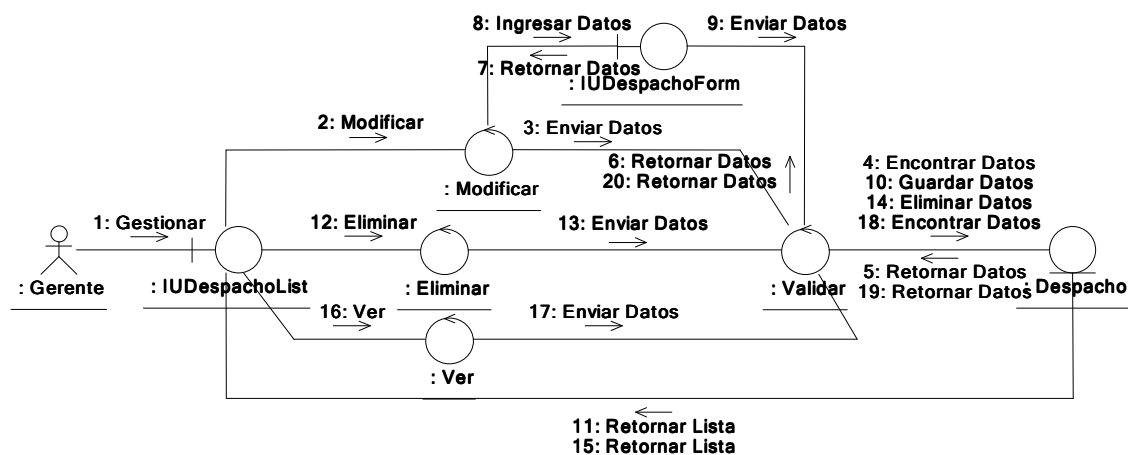 8: Ingresar Datos
9: Enviar Datos
7: Retornar Datos
: IUDespachoForm
2: Modificar
3: Enviar Datos
6: Retornar Datos
20: Retornar Datos
4: Encontrar Datos
10: Guardar Datos
14: Eliminar Datos
18: Encontrar Datos
: Modificar
1: Gestionar
12: Eliminar
13: Enviar Datos
5: Retornar Datos
19: Retornar Datos
: Gerente
: IUDespachoList
: Eliminar
: Validar
: Despacho
16: Ver
17: Enviar Datos
: Ver
11: Retornar Lista
15: Retornar Lista